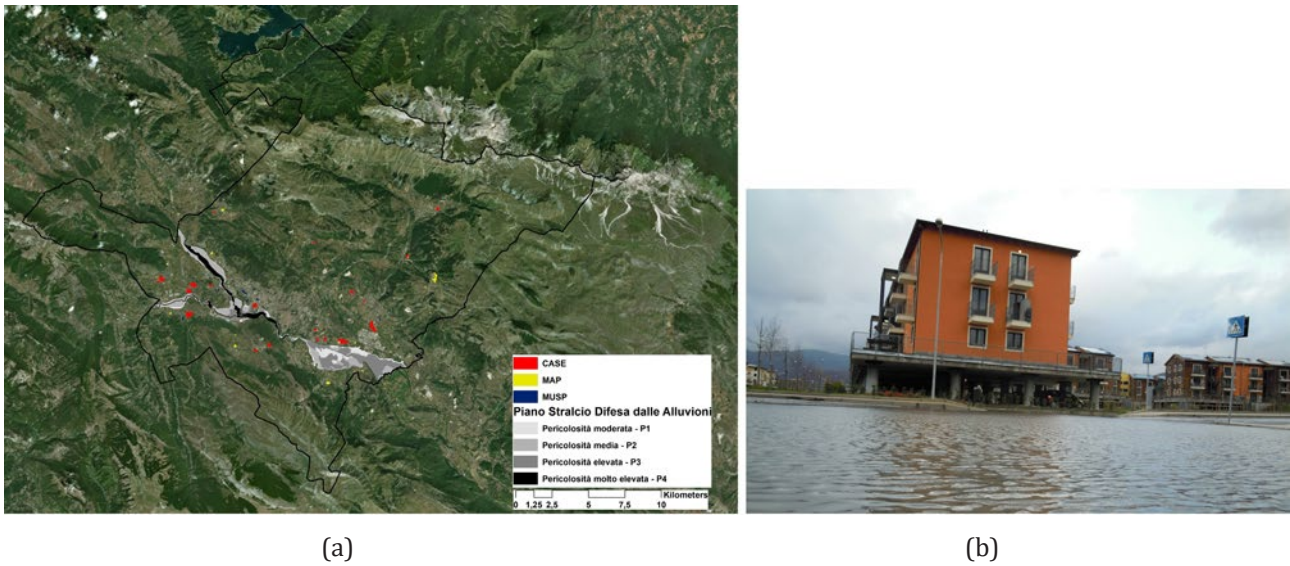 CASE
MAP
MUSP
Piano Stralcio Difesa dalle Alluvioni
Pericolosità moderata - P1
Pericolosità media - P2
Pericolosità elevata - P3
Pericolosità molto elevata - P4
Kilometers
0 1,25 2,5 5 7,5 10
(a)
(b)